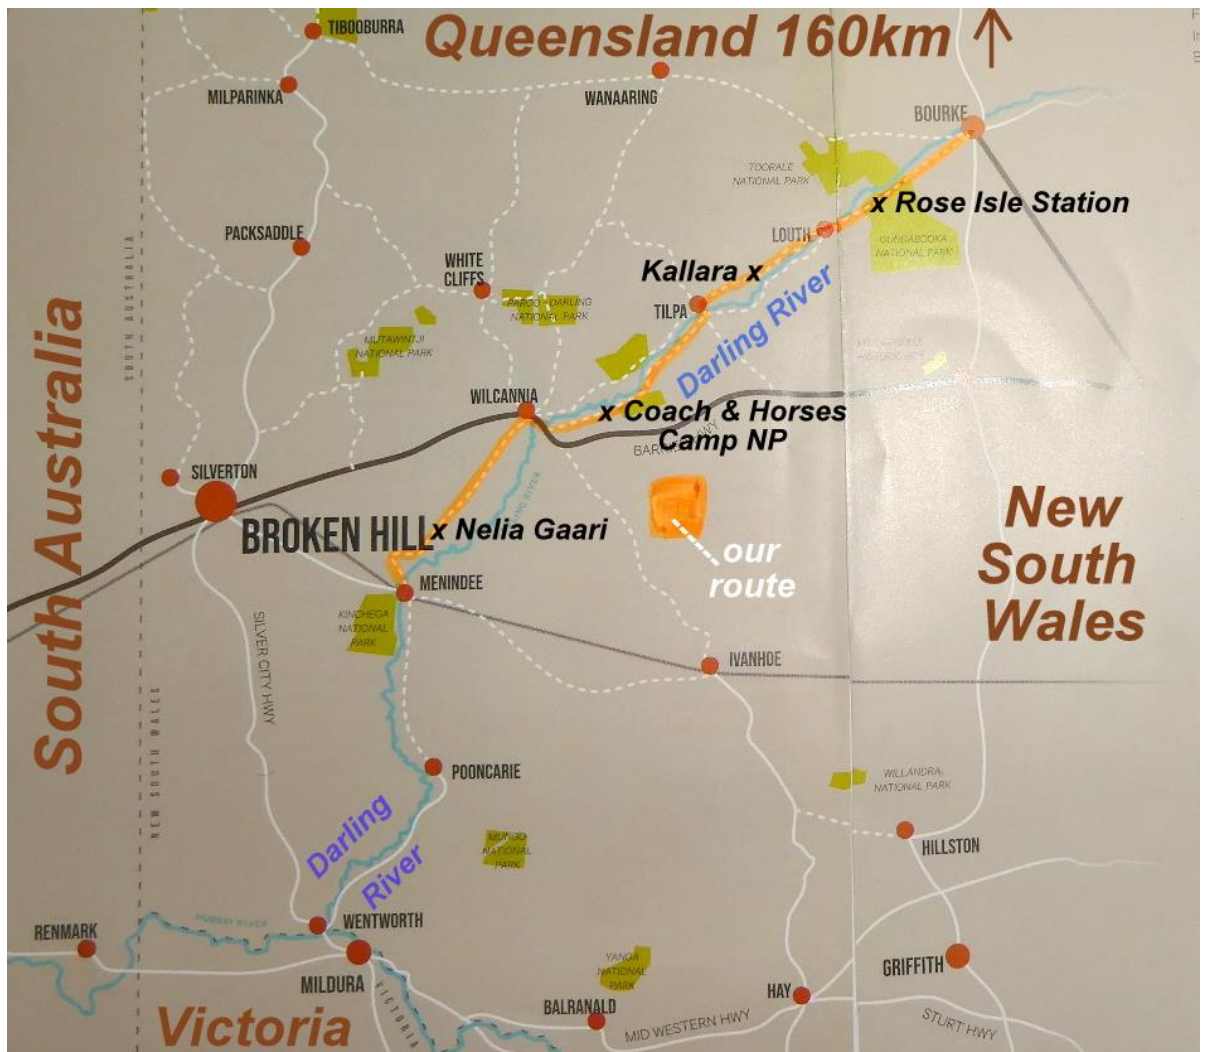 Queensland 160km
TIBOOBURRA
MILPARINKA
WANAARING
BOURKE
TOORALE
NATIONAL PARK
x Rose Isle Station
PACKSADDLE
LOUTH
GUNDABOOKA
NATIONAL PARK
SOUTH AUSTRALIA
WHITE
CLIFFS
Kallara x
PAROO - DARLING
NATIONAL PARK
TILPA
Darling River
MUTAWINTJI
NATIONAL PARK
South Australia
WILCANNIA
x Coach & Horses
Camp NP
BARRIER HWY
SILVERTON
BROKEN HILL
x Nelia Gaari
New
South
Wales
our
route
MENINDEE
KINCHEGA
NATIONAL
PARK
SILVER CITY HWY
IVANHOE
NEW SOUTH WALES
POONCARIE
WILLANDRA
NATIONAL PARK
Darling
River
MUNGO
NATIONAL
PARK
HILLSTON
MURRAY RIVER
WENTWORTH
RENMARK
MILDURA
YANGA
NATIONAL
PARK
GRIFFITH
HAY
BALRANALD
VICTORIA
Victoria
MID WESTERN HWY
STURT HWY